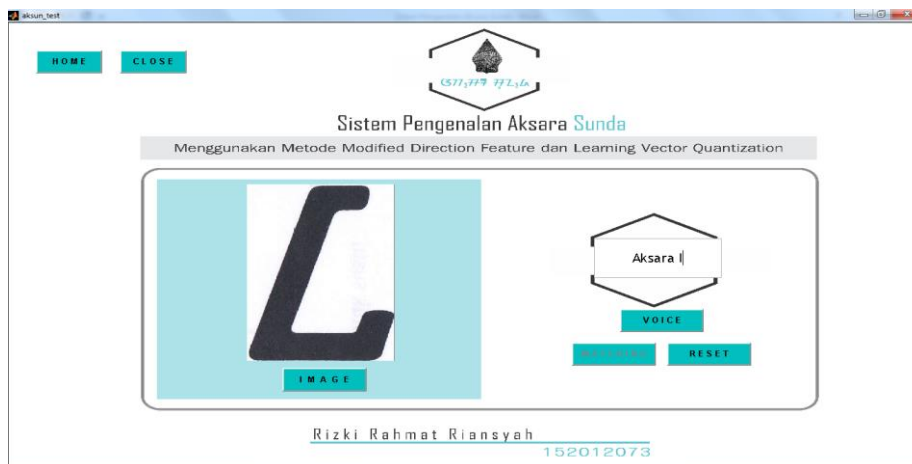 aksun_test
HOME CLOSE
Sistem Pengenalan Aksara Sunda
Menggunakan Metode Modified Direction Feature dan Learning Vector Quantization
Aksara I
VOICE
RESET
IMAGE
Rizki Rahmat Riansyah
152012073